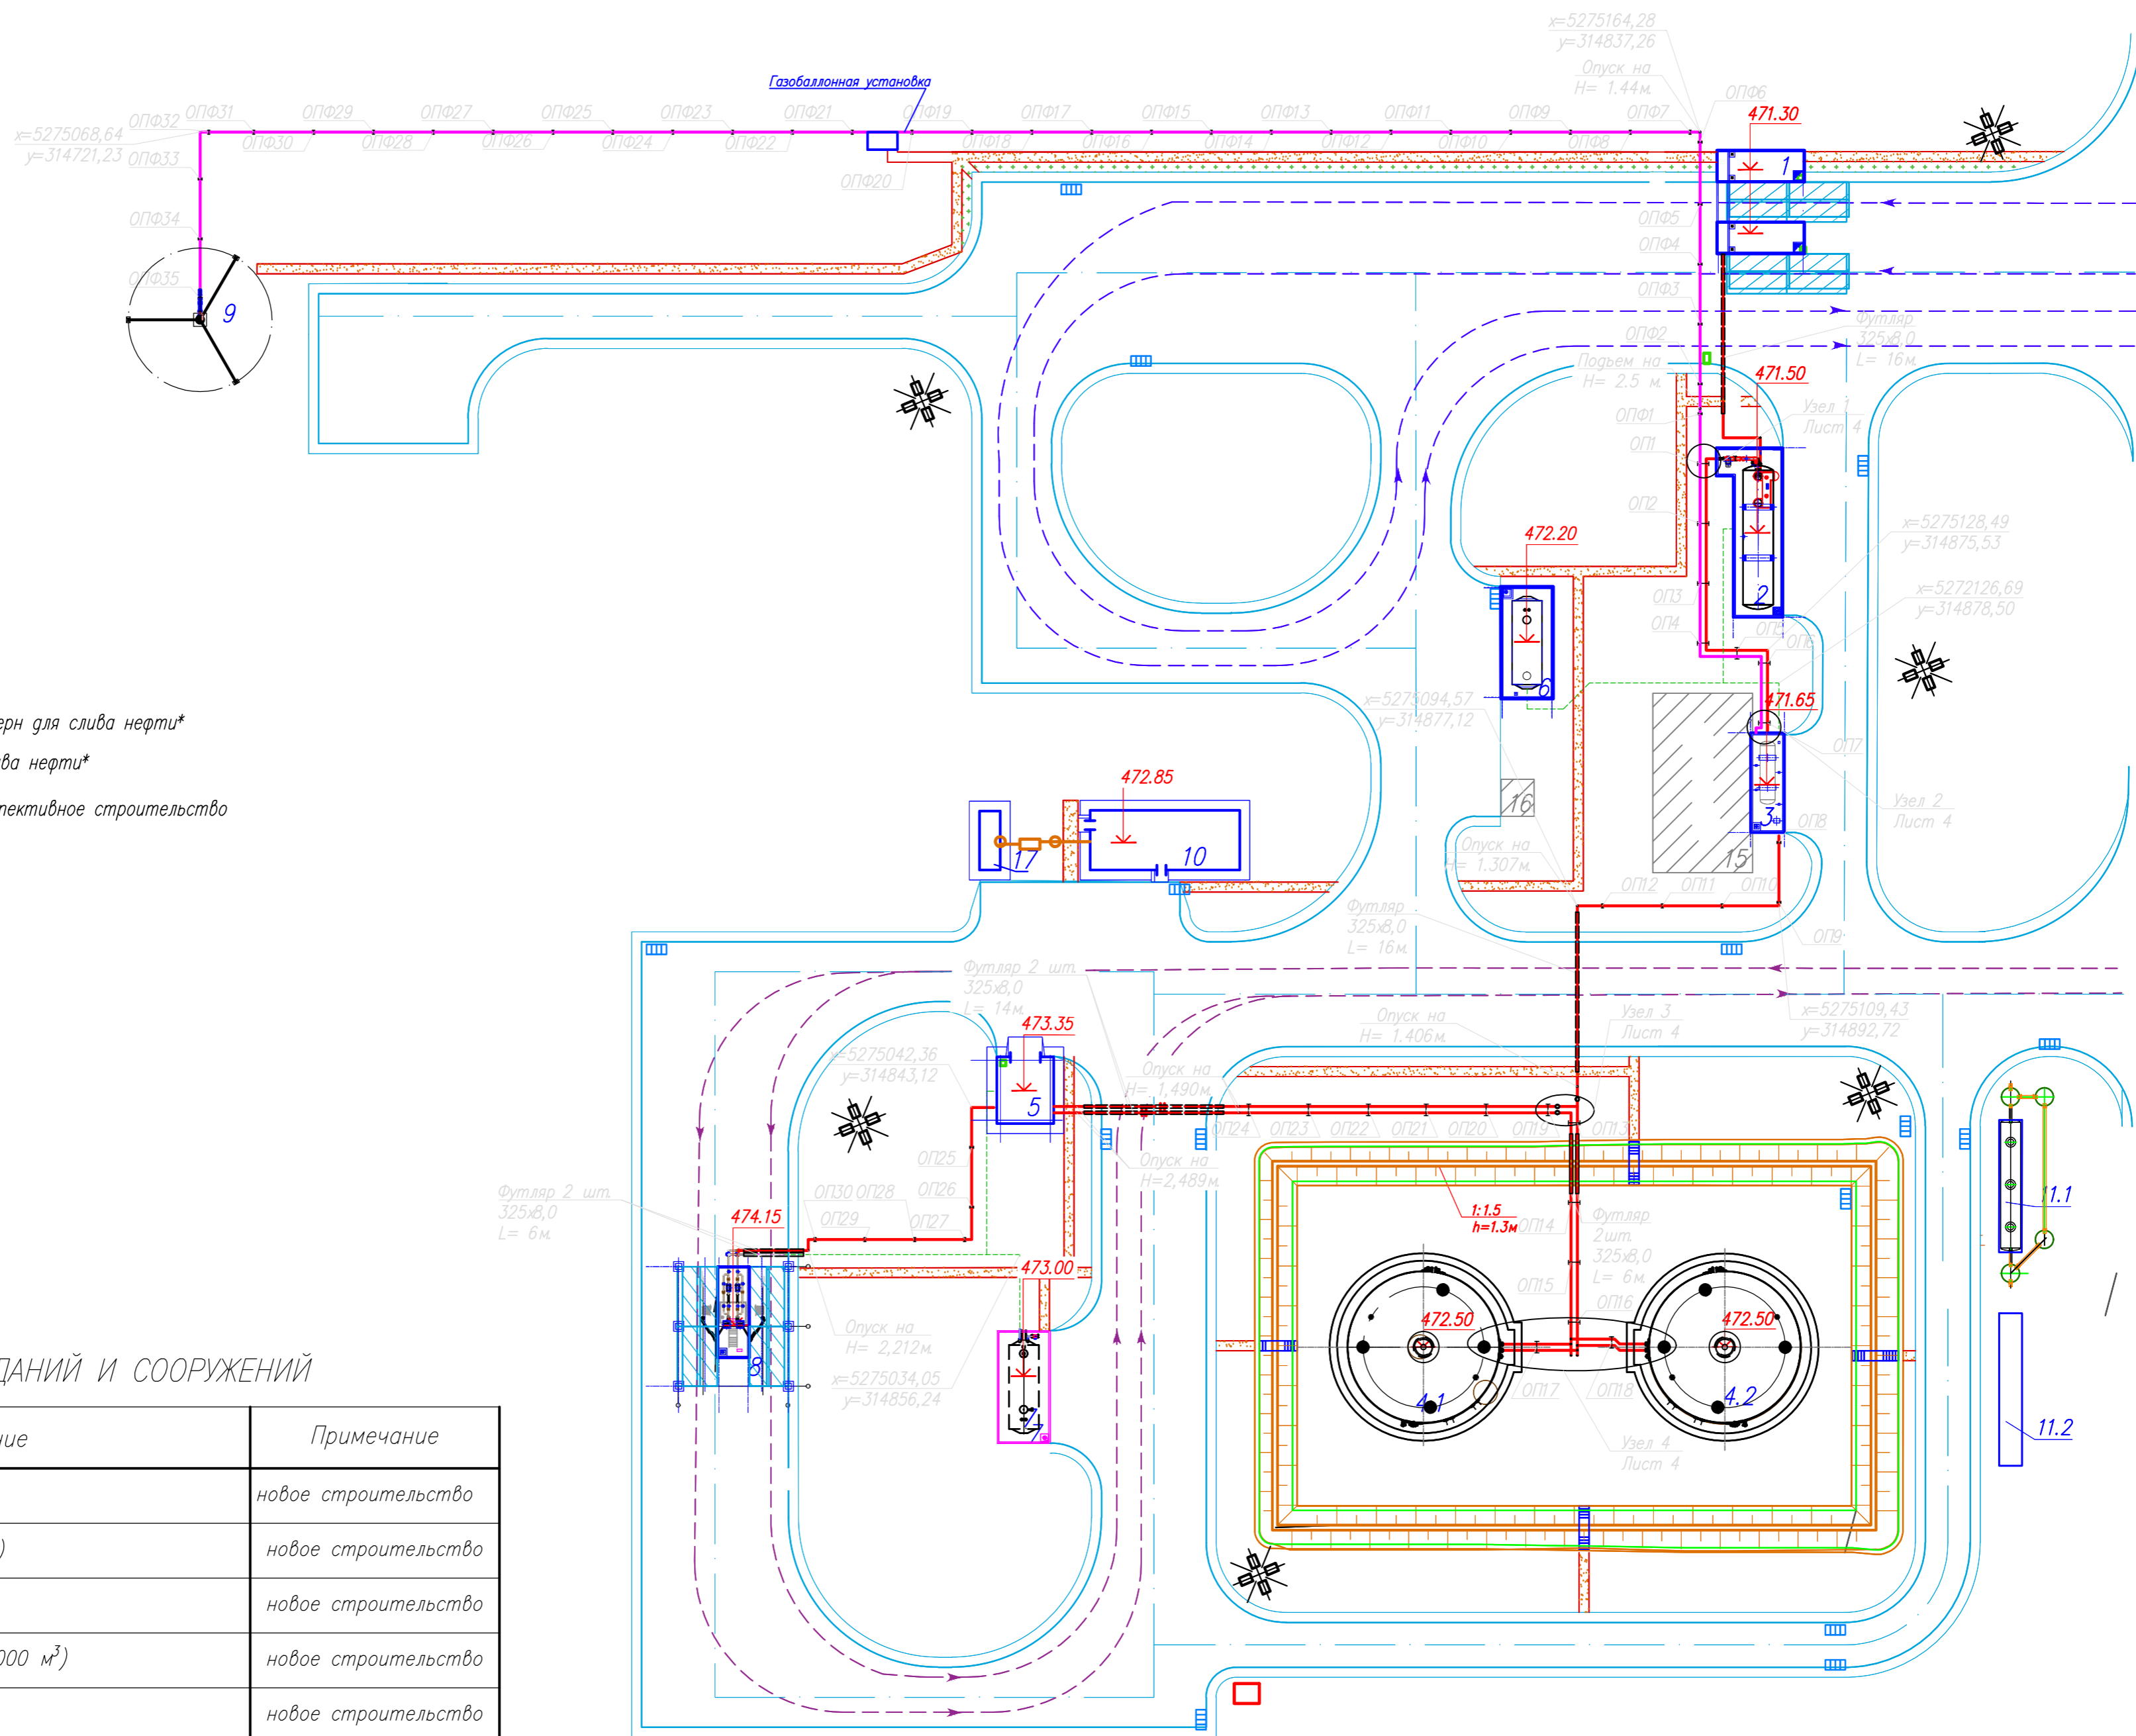 x=5275164,28
y=314837,26
Опуск на
H= 1.44м.
Газобаллонная установка
x=5275068,64
y=314721,23
ОПФ32
ОПФ31
ОПФ30
ОПФ29
ОПФ28
ОПФ27
ОПФ26
ОПФ25
ОПФ24
ОПФ23
ОПФ22
ОПФ21
ОПФ20
ОПФ19
ОПФ18
ОПФ17
ОПФ16
ОПФ15
ОПФ14
ОПФ13
ОПФ12
ОПФ11
ОПФ10
ОПФ9
ОПФ8
ОПФ7
ОПФ6
471.30
1
ОПФ33
ОПФ34
ОПФ35
9
ОПФ5
ОПФ4
ОПФ3
ОПФ2
Футляр
325х8,0
L= 16м.
Подъем на
H= 2.5 м.
471.50
ОПФ1
Узел 1
Лист 4
ОП1
ОП2
x=5275128,49
y=314875,53
472.20
2
ОП3
x=5272126,69
y=314878,50
ОП4
ОП5
ОП6
6
x=5275094,57
y=314877,12
471.65
ерн для слива нефти*
ва нефти*
пективное строительство
ОП7
472.85
16
3
Узел 2
Лист 4
ОП8
17
10
15
Опуск на
H= 1.307м.
ОП12
ОП11
ОП10
Футляр
325х8,0
L= 16м.
ОП9
Футляр 2 шт.
325х8,0
L= 14м.
473.35
Опуск на
H= 1.406м.
Узел 3
Лист 4
x=5275109,43
y=314892,72
x=5275042,36
y=314843,12
Опуск на
H= 1,490м.
5
ОП24
ОП23
ОП22
ОП21
ОП20
ОП19
ОП13
ОП25
Опуск на
H=2,489м.
Футляр 2 шт.
325х8,0
L= 6м.
ОП30
ОП28
ОП26
ОП29
ОП27
474.15
1:1.5
h=1.3м
ОП14
Футляр
2шт.
325х8,0
L= 6м.
11.1
473.00
ОП15
ОП16
472.50
472.50
Опуск на
H= 2,212м.
8
x=5275034,05
y=314856,24
ОП17
ОП18
4.1
4.2
7
Узел 4
Лист 4
11.2
ДАНИЙ И СООРУЖЕНИЙ
ние
Примечание
новое строительство
)
новое строительство
новое строительство
000 м³)
новое строительство
новое строительство